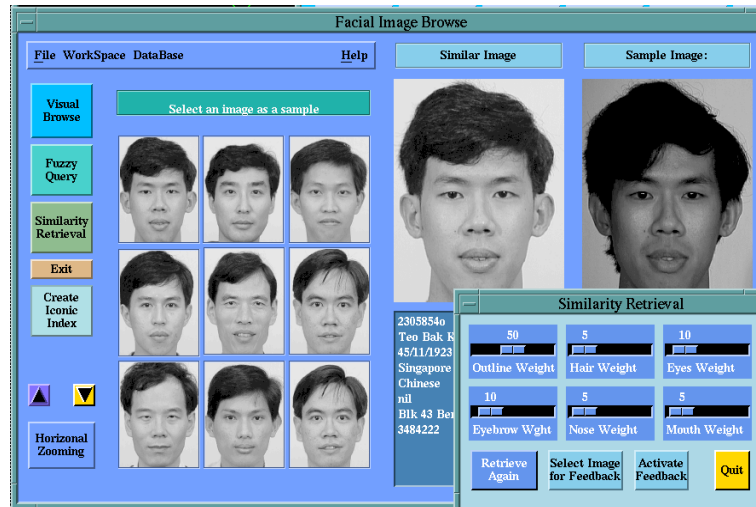 Facial Image Browse
File WorkSpace DataBase Help
Similar Image
Sample Image:
Visual
Browse
Select an image as a sample
Fuzzy
Query
Similarity
Retrieval
Exit
Create
Iconic
Index
Horizonal
Zooming
2305854o
Teo Bak K
45/11/1923
Singapore
Chinese
nil
Blk 43 Ber
3484222
Similarity Retrieval
50 5 10
Outline Weight Hair Weight Eyes Weight
10 5 5
Eyebrow Wght Nose Weight Mouth Weight
Retrieve
Again
Select Image
for Feedback
Activate
Feedback
Quit